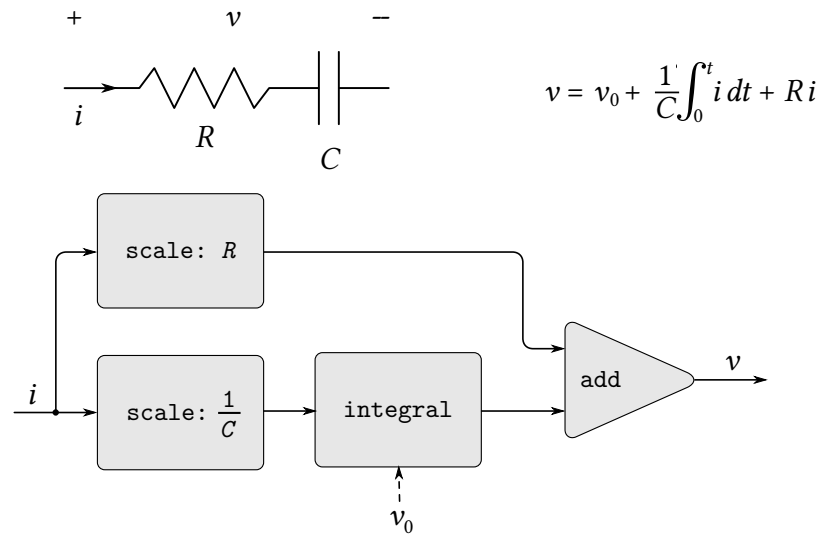 + v –
i
R
C
v = v₀ + 1/C ∫₀ᵗ i dt + R i
scale: R
i
scale: 1/C
integral
add
v
v₀